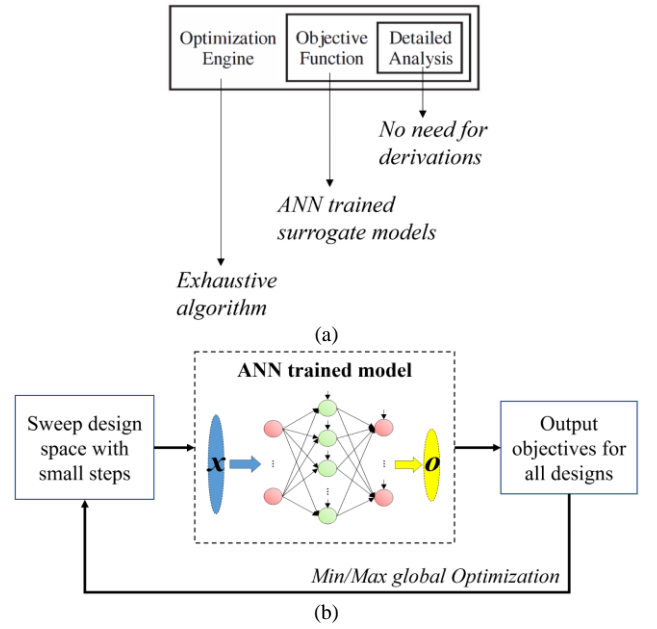 Optimization
Engine
Objective
Function
Detailed
Analysis
No need for
derivations
ANN trained
surrogate models
Exhaustive
algorithm
(a)
ANN trained model
Sweep design
space with
small steps
x
o
Output
objectives for
all designs
Min/Max global Optimization
(b)